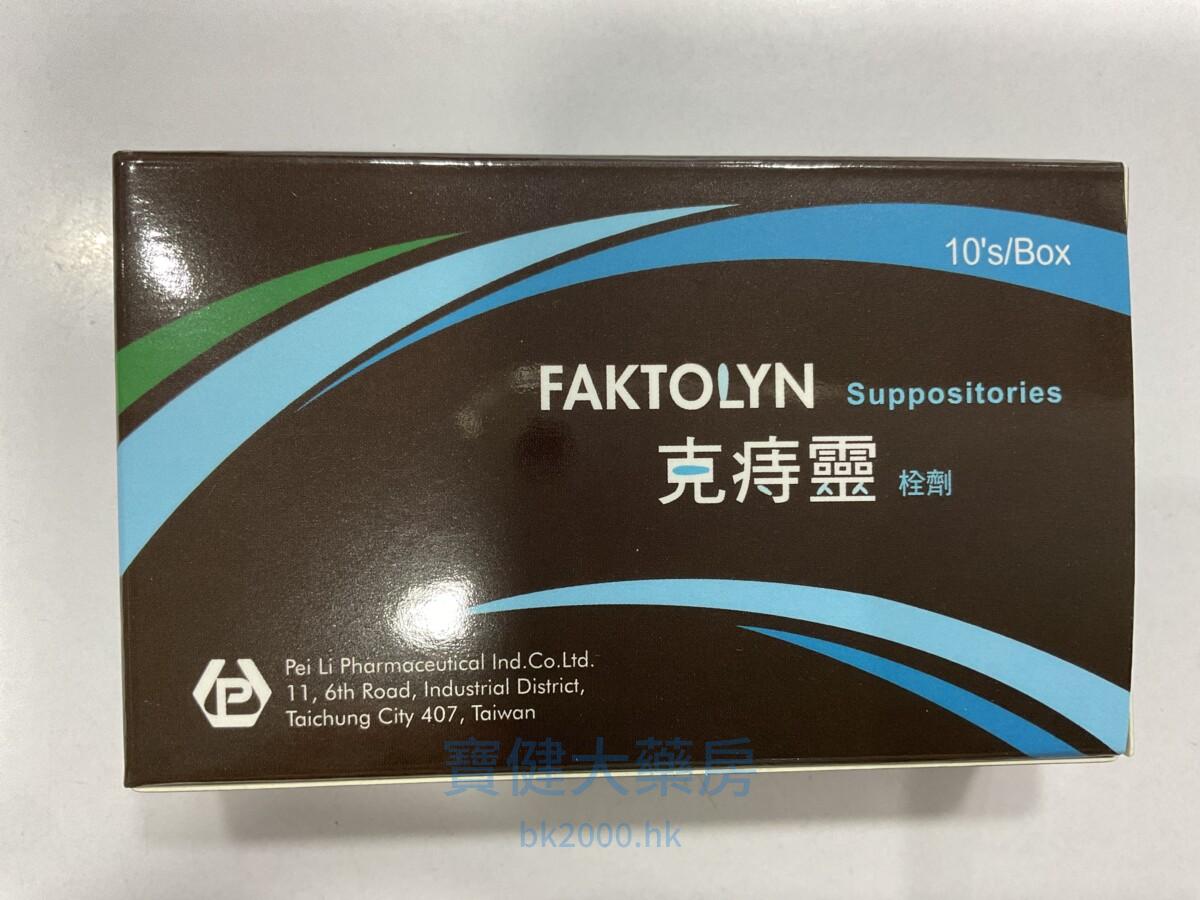 10's/Box
FAKTOLYN Suppositories
克痔靈 栓劑
Pei Li Pharmaceutical Ind.Co.Ltd.
11, 6th Road, Industrial District,
Taichung City 407, Taiwan
寶健大藥房
bk2000.hk